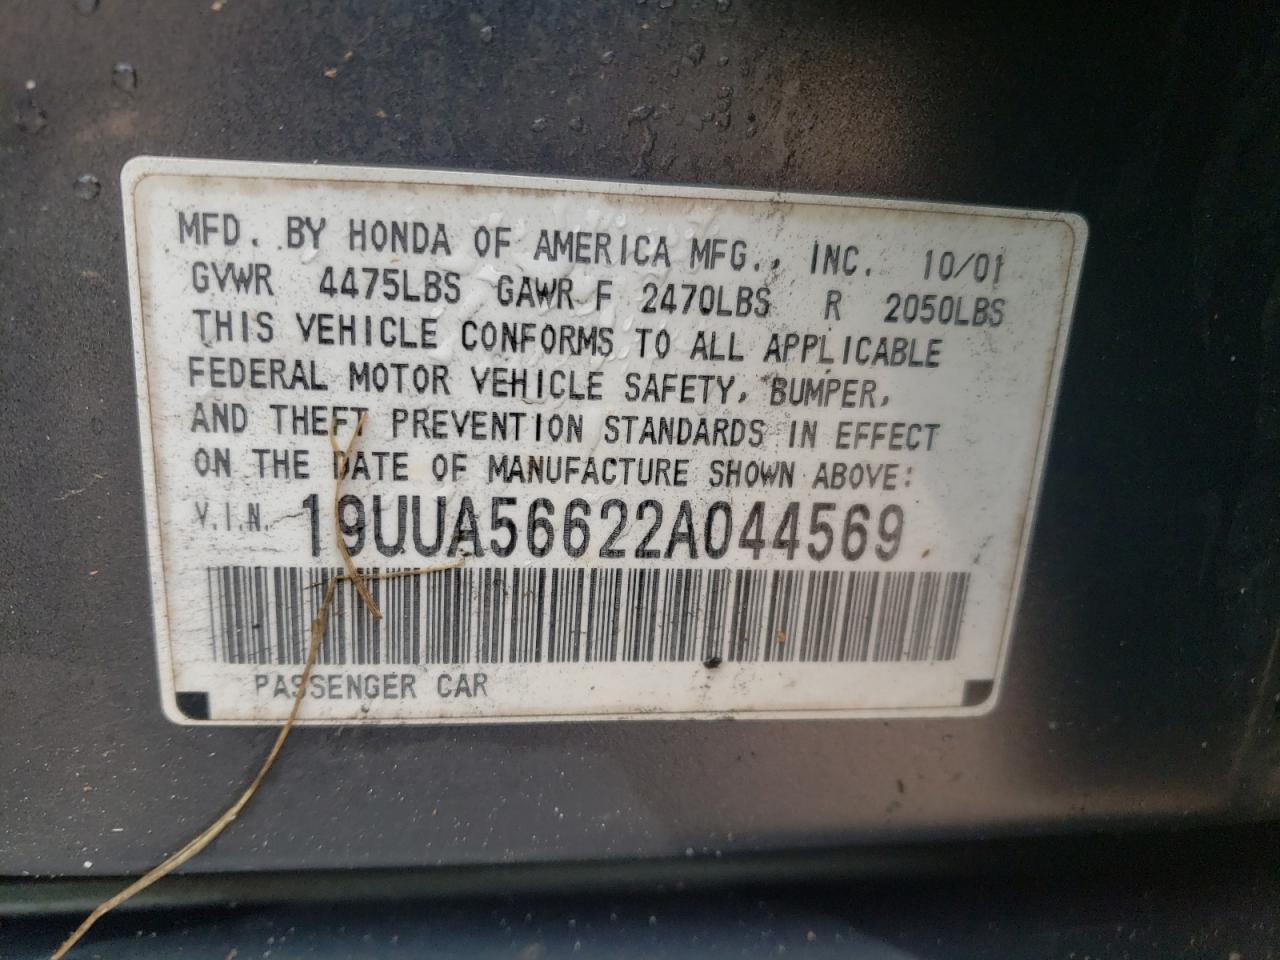 MFD. BY HONDA OF AMERICA MFG., INC. 10/01
GVWR 4475LBS GAWR F 2470LBS R 2050LBS
THIS VEHICLE CONFORMS TO ALL APPLICABLE
FEDERAL MOTOR VEHICLE SAFETY, BUMPER,
AND THEFT PREVENTION STANDARDS IN EFFECT
ON THE DATE OF MANUFACTURE SHOWN ABOVE:
V.I.N. 19UUA56622A044569
PASSENGER CAR